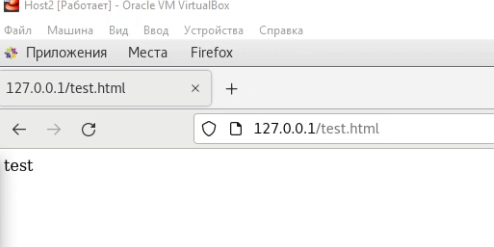 Host2 [Работает] - Oracle VM VirtualBox
Файл Машина Вид Ввод Устройства Справка
Приложения Места Firefox
127.0.0.1/test.html × +
127.0.0.1/test.html
test